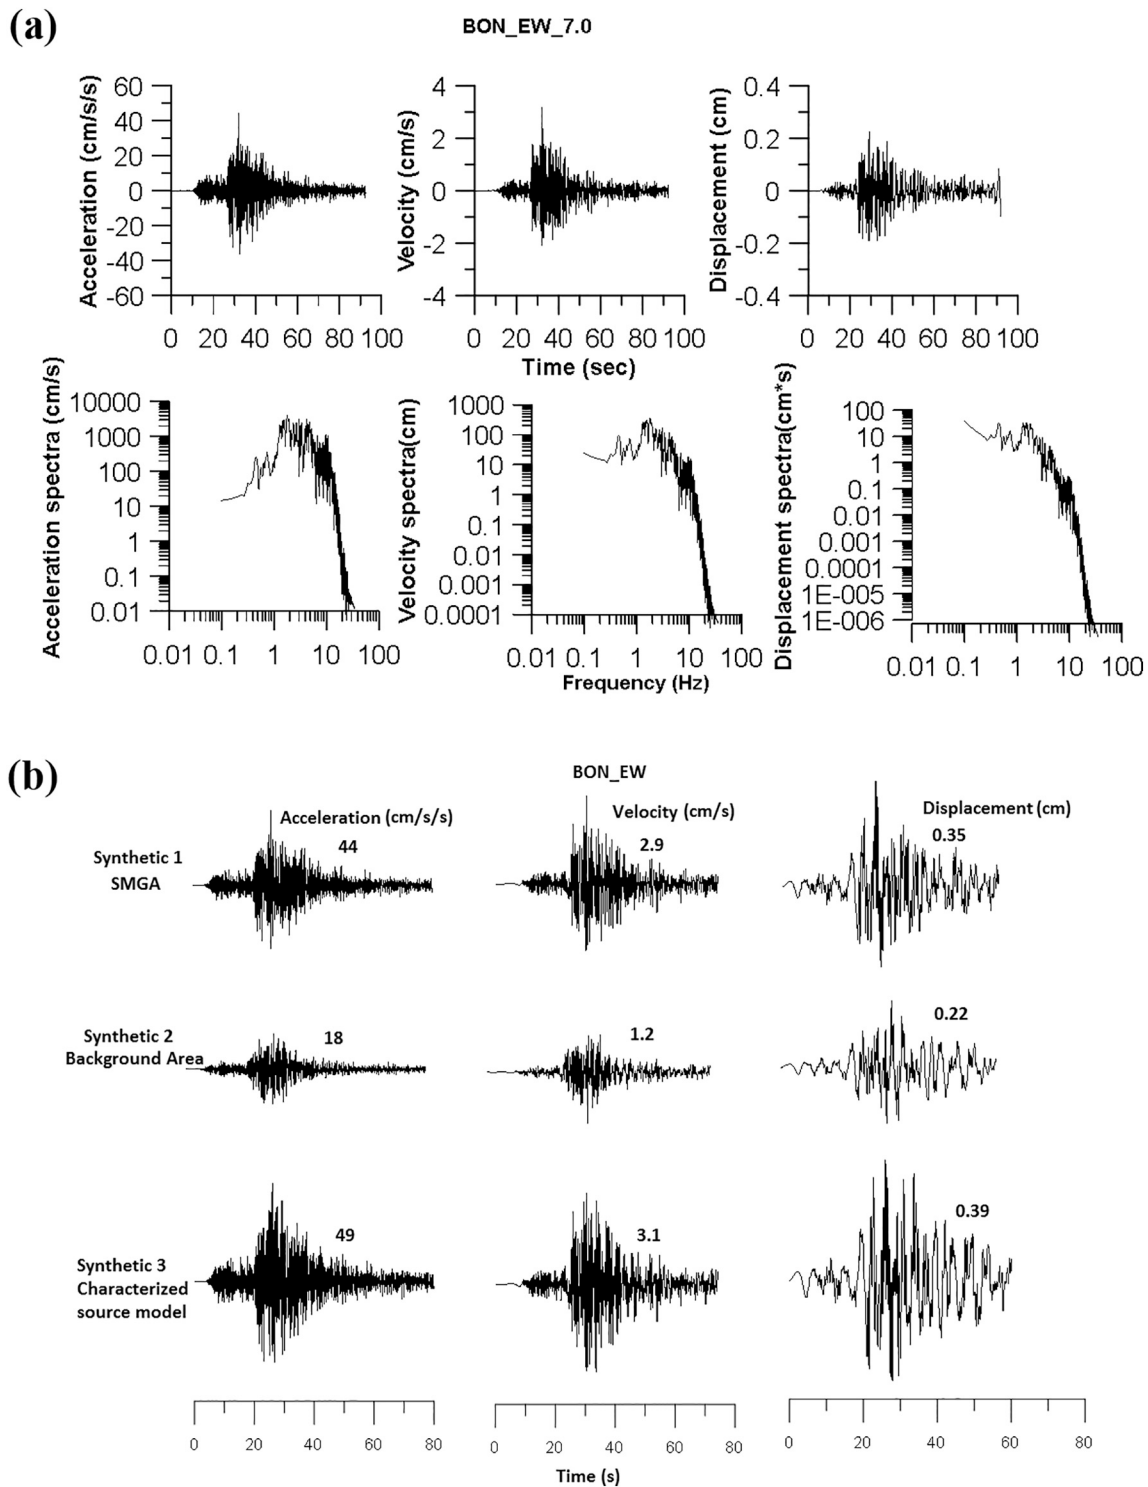 (a)
BON_EW_7.0
Acceleration (cm/s/s)
60
40
20
0
-20
-40
-60
0 20 40 60 80 100
Velocity (cm/s)
4
2
0
-2
-4
0 20 40 60 80 100
Displacement (cm)
0.4
0.2
0
-0.2
-0.4
0 20 40 60 80 100
Time (sec)
Acceleration spectra (cm/s)
10000
1000
100
10
1
0.1
0.01
0.01 0.1 1 10 100
Velocity spectra(cm)
1000
100
10
1
0.1
0.01
0.001
0.0001
0.01 0.1 1 10 100
Displacement spectra(cm*s)
100
10
1
0.1
0.01
0.001
0.0001
1E-005
1E-006
0.01 0.1 1 10 100
Frequency (Hz)
(b)
BON_EW
Acceleration (cm/s/s) Velocity (cm/s) Displacement (cm)
Synthetic 1
SMGA
44 2.9 0.35
Synthetic 2
Background Area
18 1.2 0.22
Synthetic 3
Characterized
source model
49 3.1 0.39
0 20 40 60 80
0 20 40 60 80
0 20 40 60 80
Time (s)